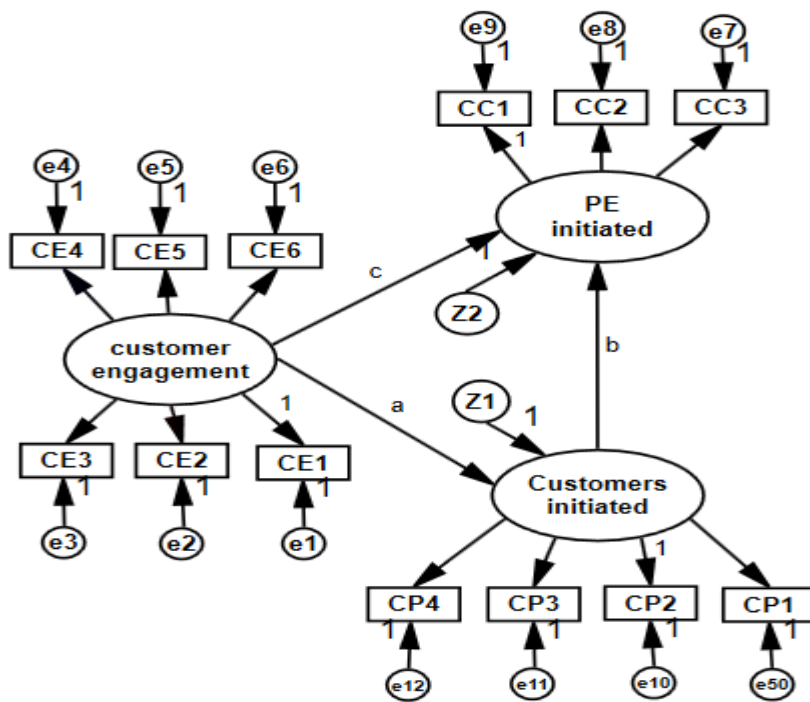 e9
e8
e7
1
1
1
CC1
CC2
CC3
1
e4
e5
e6
1
1
1
PE
initiated
CE4
CE5
CE6
c
1
Z2
customer
engagement
b
1
a
Z1
1
CE3
CE2
CE1
1
1
1
Customers
initiated
e3
e2
e1
1
CP4
CP3
CP2
CP1
1
1
1
1
e12
e11
e10
e50